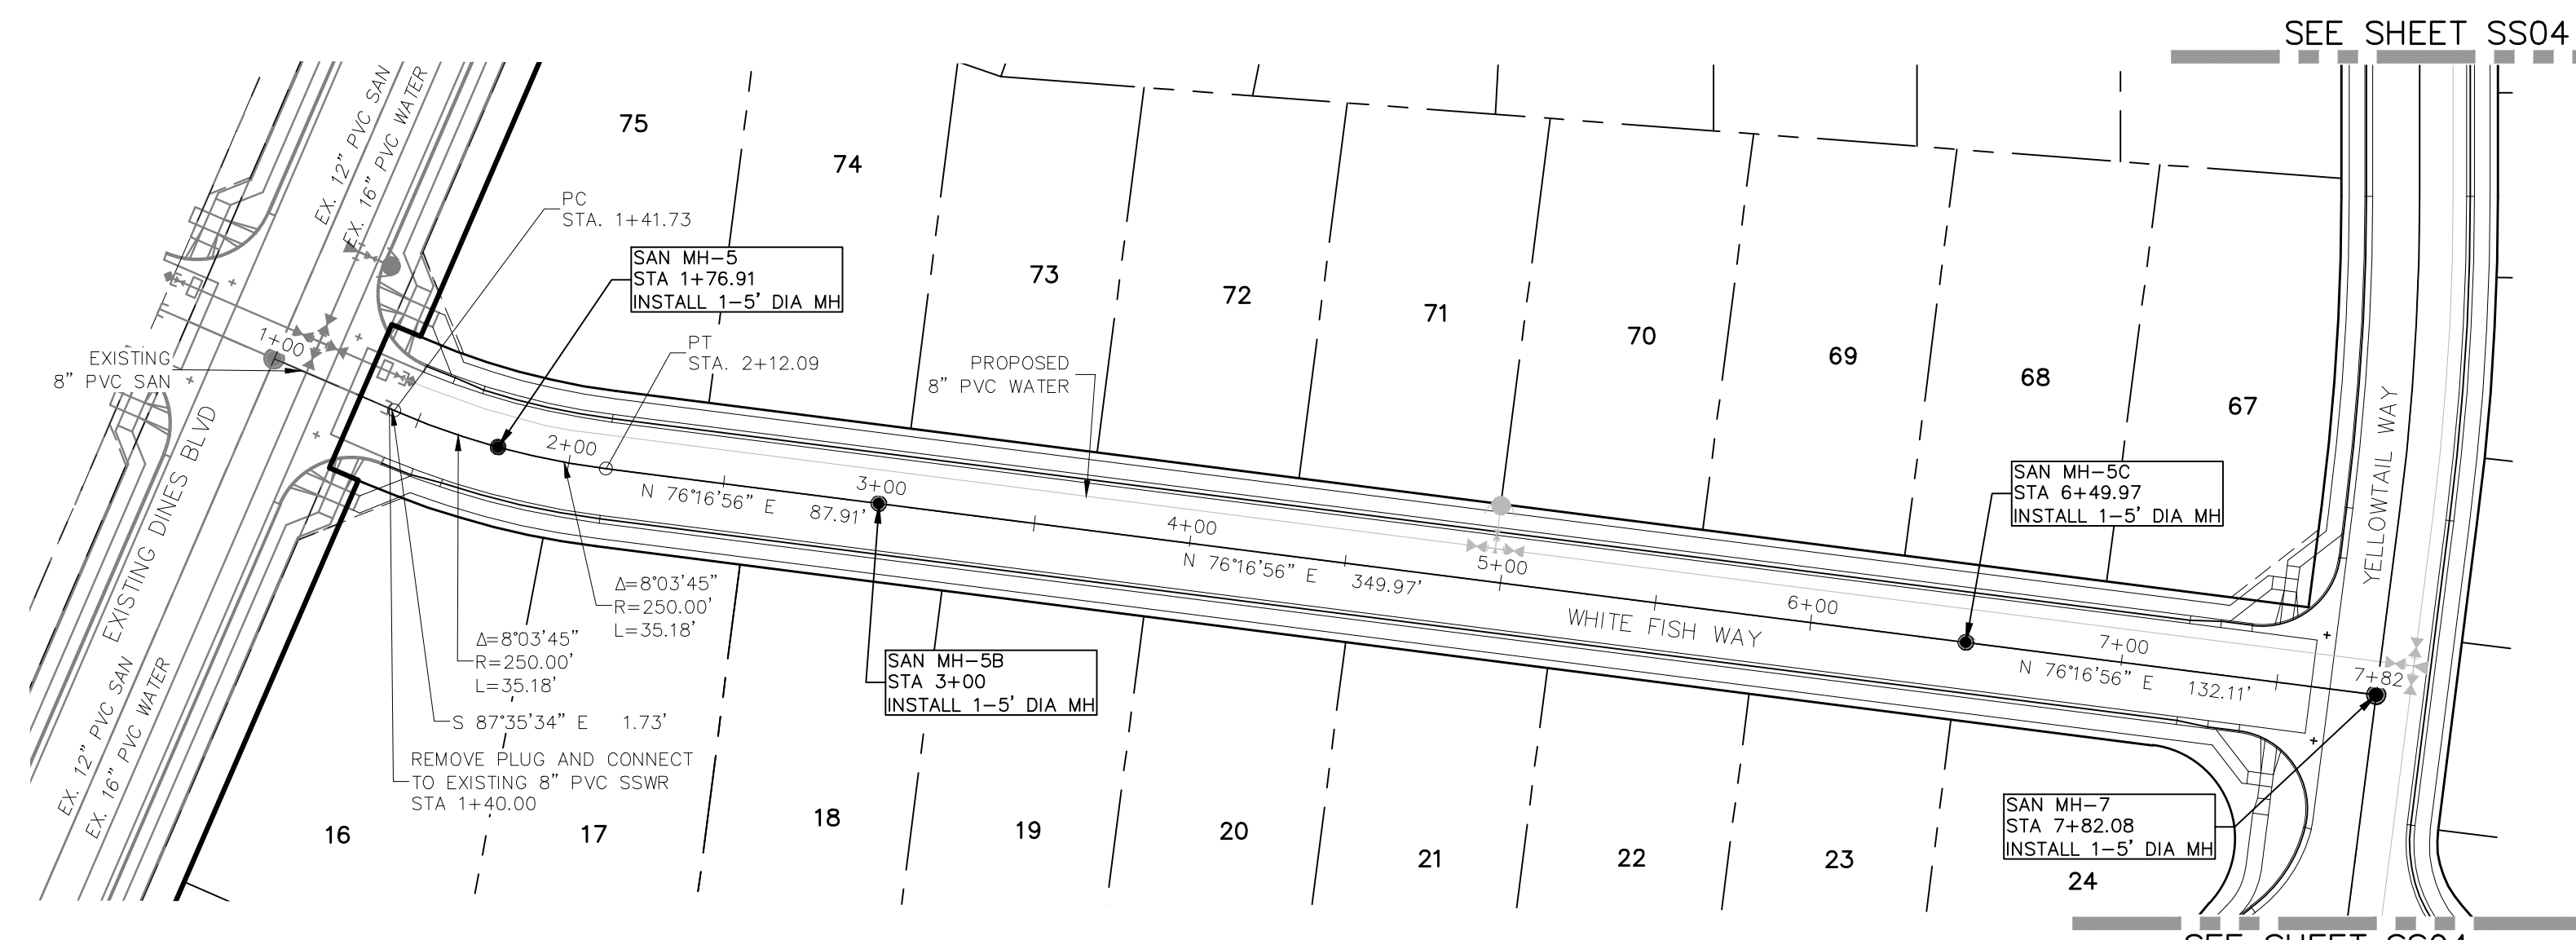 SEE SHEET SS04
EX. 12" PVC SAN
EX. 16" PVC WATER
75
74
PC
STA. 1+41.73
SAN MH-5
STA 1+76.91
INSTALL 1-5' DIA MH
73
72
71
70
69
68
67
1+00
EXISTING
8" PVC SAN
PT
STA. 2+12.09
PROPOSED
8" PVC WATER
YELLOWTAIL WAY
EXISTING DINES BLVD
2+00
N 76°16'56" E 87.91'
3+00
4+00
N 76°16'56" E 349.97'
5+00
SAN MH-5C
STA 6+49.97
INSTALL 1-5' DIA MH
WHITE FISH WAY
6+00
7+00
N 76°16'56" E 132.11'
7+82
Δ=8°03'45"
R=250.00'
L=35.18'
Δ=8°03'45"
R=250.00'
L=35.18'
SAN MH-5B
STA 3+00
INSTALL 1-5' DIA MH
S 87°35'34" E 1.73'
REMOVE PLUG AND CONNECT
TO EXISTING 8" PVC SSWR
STA 1+40.00
EX. 12" PVC SAN
EX. 16" PVC WATER
16
17
18
19
20
21
22
23
24
SAN MH-7
STA 7+82.08
INSTALL 1-5' DIA MH
SEE SHEET SS04